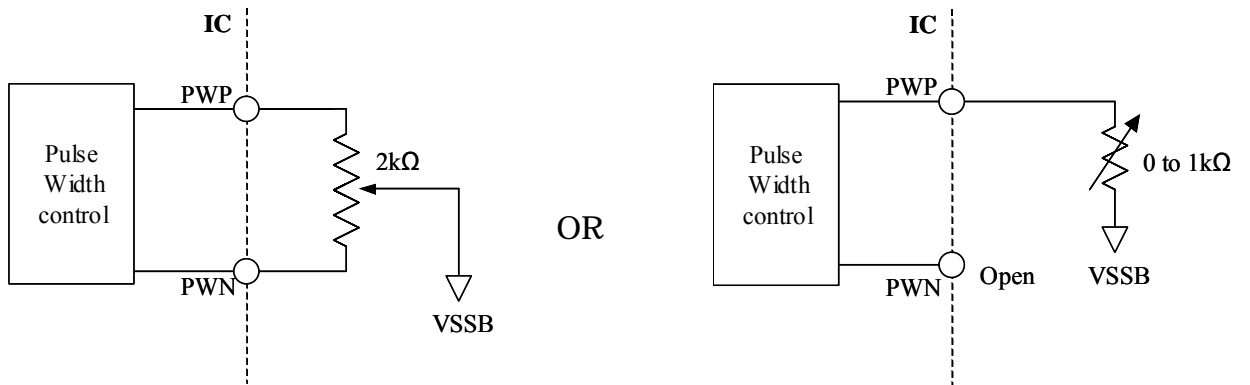 IC
PWP
Pulse
Width
control
2kΩ
PWN
VSSB
OR
IC
PWP
Pulse
Width
control
0 to 1kΩ
PWN
Open
VSSB